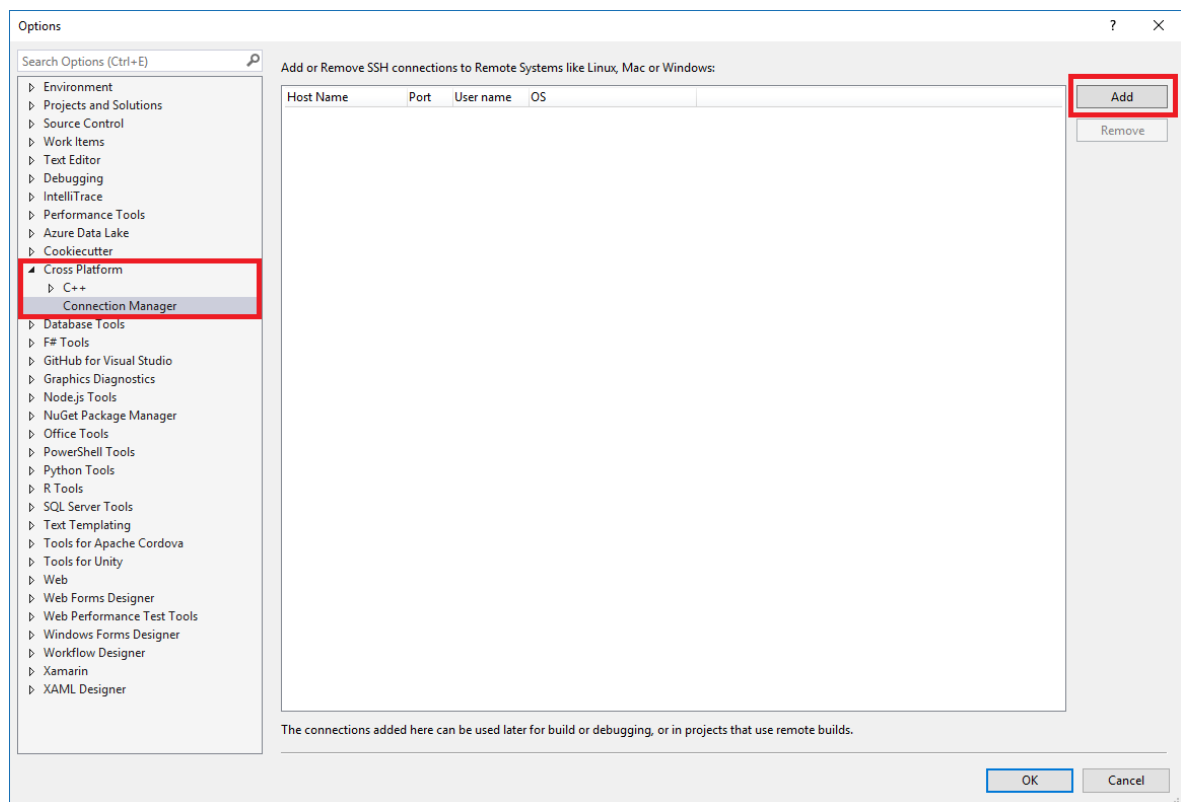 Options
?
Search Options (Ctrl+E)
Environment
Projects and Solutions
Source Control
Work Items
Text Editor
Debugging
IntelliTrace
Performance Tools
Azure Data Lake
Cookiecutter
Cross Platform
C++
Connection Manager
Database Tools
F# Tools
GitHub for Visual Studio
Graphics Diagnostics
Node.js Tools
NuGet Package Manager
Office Tools
PowerShell Tools
Python Tools
R Tools
SQL Server Tools
Text Templating
Tools for Apache Cordova
Tools for Unity
Web
Web Forms Designer
Web Performance Test Tools
Windows Forms Designer
Workflow Designer
Xamarin
XAML Designer
Add or Remove SSH connections to Remote Systems like Linux, Mac or Windows:
Host Name Port User name OS
Add
Remove
The connections added here can be used later for build or debugging, or in projects that use remote builds.
OK Cancel